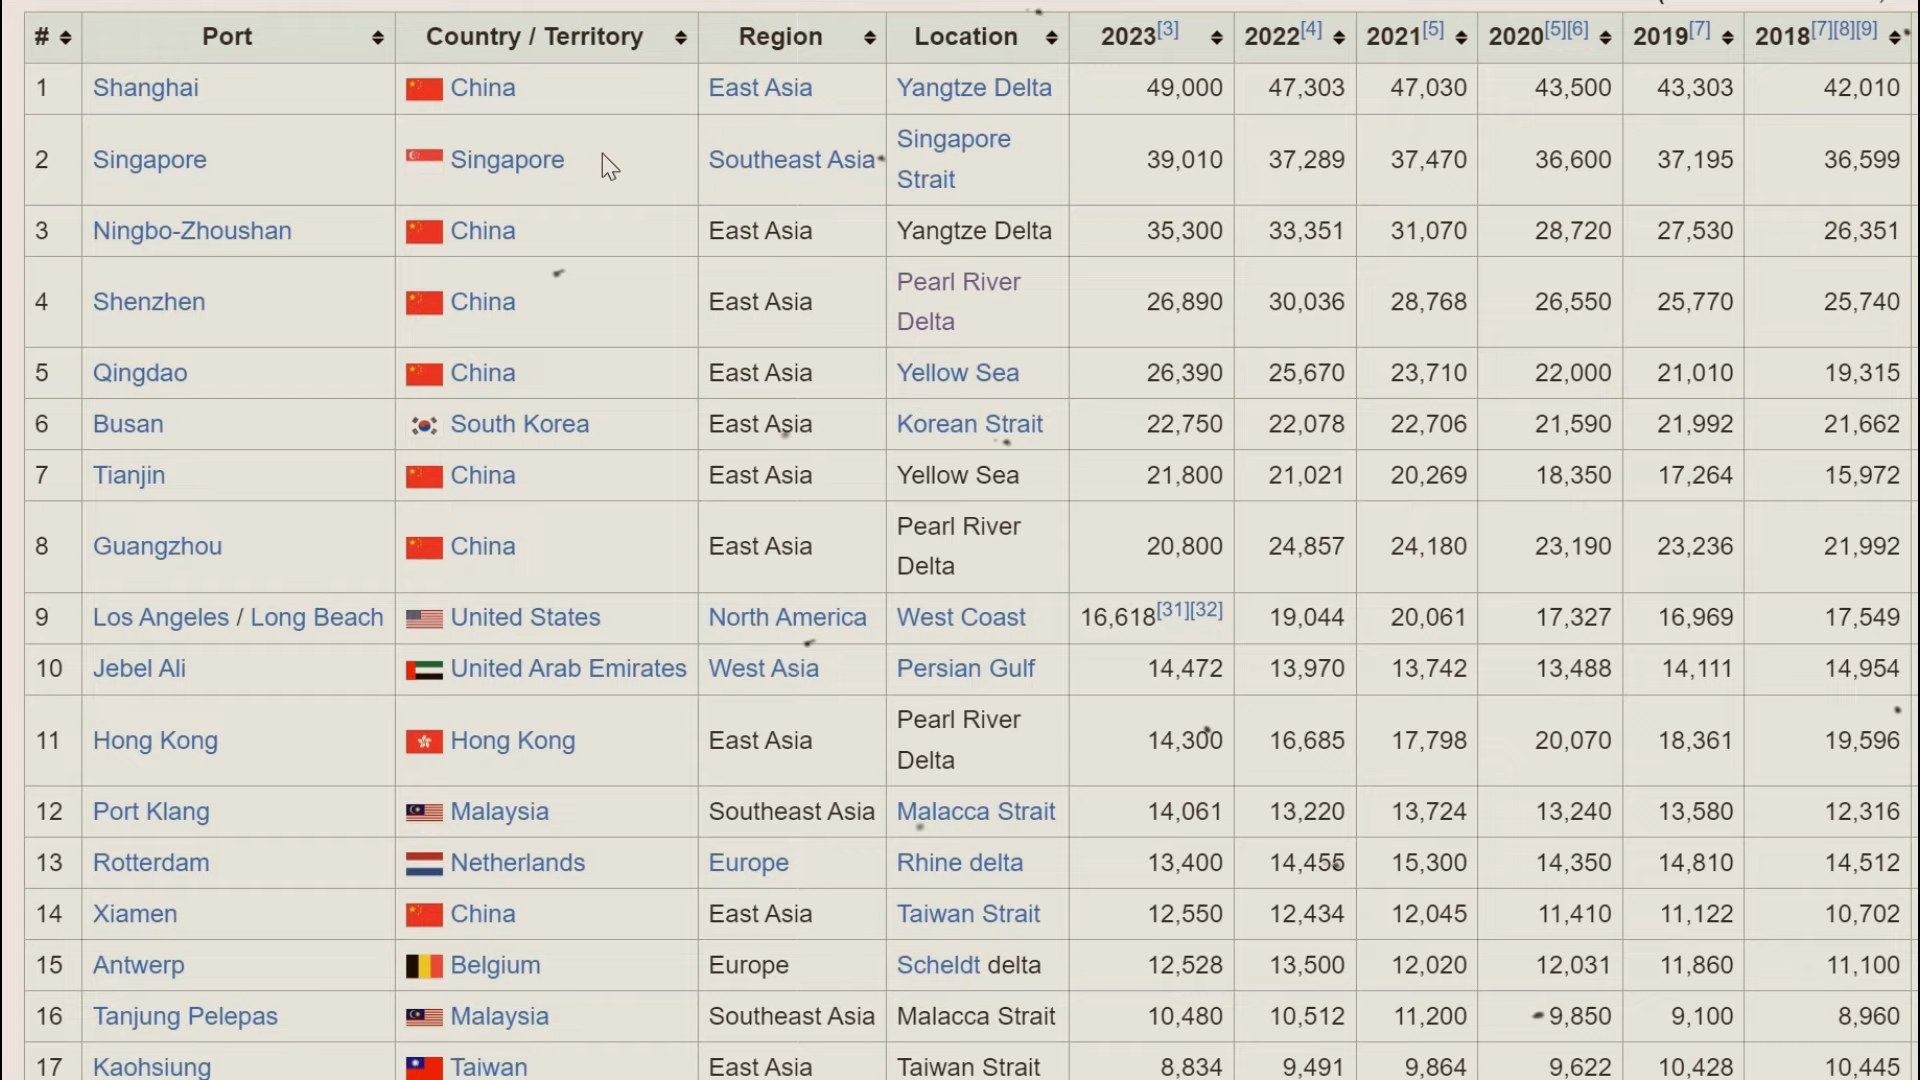 # Port Country / Territory Region Location 2023[3] 2022[4] 2021[5] 2020[5][6] 2019[7] 2018[7][8][9]
1 Shanghai China East Asia Yangtze Delta 49,000 47,303 47,030 43,500 43,303 42,010
2 Singapore Singapore Southeast Asia Singapore Strait 39,010 37,289 37,470 36,600 37,195 36,599
3 Ningbo-Zhoushan China East Asia Yangtze Delta 35,300 33,351 31,070 28,720 27,530 26,351
4 Shenzhen China East Asia Pearl River Delta 26,890 30,036 28,768 26,550 25,770 25,740
5 Qingdao China East Asia Yellow Sea 26,390 25,670 23,710 22,000 21,010 19,315
6 Busan South Korea East Asia Korean Strait 22,750 22,078 22,706 21,590 21,992 21,662
7 Tianjin China East Asia Yellow Sea 21,800 21,021 20,269 18,350 17,264 15,972
8 Guangzhou China East Asia Pearl River Delta 20,800 24,857 24,180 23,190 23,236 21,992
9 Los Angeles / Long Beach United States North America West Coast 16,618[31][32] 19,044 20,061 17,327 16,969 17,549
10 Jebel Ali United Arab Emirates West Asia Persian Gulf 14,472 13,970 13,742 13,488 14,111 14,954
11 Hong Kong Hong Kong East Asia Pearl River Delta 14,300 16,685 17,798 20,070 18,361 19,596
12 Port Klang Malaysia Southeast Asia Malacca Strait 14,061 13,220 13,724 13,240 13,580 12,316
13 Rotterdam Netherlands Europe Rhine delta 13,400 14,455 15,300 14,350 14,810 14,512
14 Xiamen China East Asia Taiwan Strait 12,550 12,434 12,045 11,410 11,122 10,702
15 Antwerp Belgium Europe Scheldt delta 12,528 13,500 12,020 12,031 11,860 11,100
16 Tanjung Pelepas Malaysia Southeast Asia Malacca Strait 10,480 10,512 11,200 9,850 9,100 8,960
17 Kaohsiung Taiwan East Asia Taiwan Strait 8,834 9,491 9,864 9,622 10,428 10,445